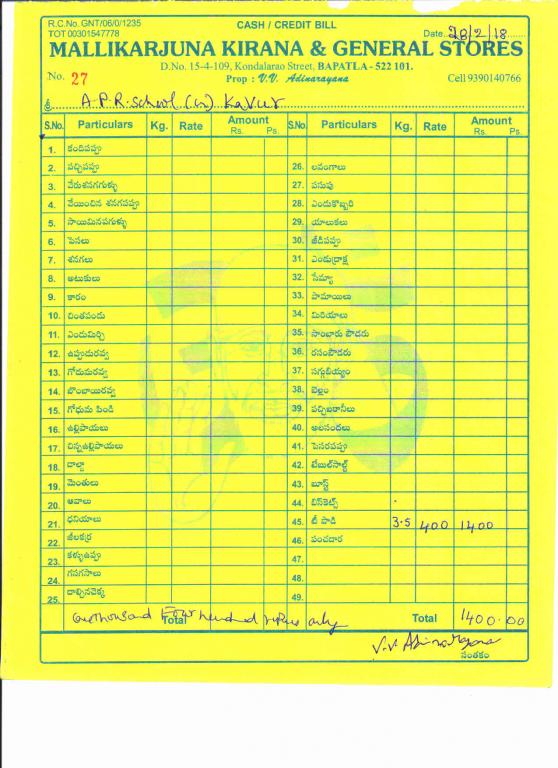 R.C.No. GNT/06/0/1235
CASH / CREDIT BILL
TOT 00301547778
Date. 28/2/18
MALLIKARJUNA KIRANA & GENERAL STORES
D.No. 15-4-109, Kondalarao Street, BAPATLA - 522 101.
No. 27
Prop : V.V. Adinarayana
Cell 9390140766
శ్రీ A.P.R. School (W) Kavur
S.No. Particulars Kg. Rate Amount Rs. Ps. S.No. Particulars Kg. Rate Amount Rs. Ps.
1. కందిపప్పు
2. పచ్చిపప్పు
3. వేరుశనగగుళ్ళు
4. వేయించిన శనగపప్పు
5. సాయిమినపగుళ్ళు
6. పెసలు
7. శనగలు
8. అటుకులు
9. కారం
10. చింతపండు
11. ఎండుమిర్చి
12. ఉప్పుడురవ్వ
13. గోదుమరవ్వ
14. బొంబాయిరవ్వ
15. గోధుమ పిండి
16. ఉల్లిపాయలు
17. చిన్నఉల్లిపాయలు
18. డాల్డా
19. మెంతులు
20. ఆవాలు
21. ధనియాలు
22. జీలకర్ర
23. కళ్ళుఉప్పు
24. గసగసాలు
25. దాల్చినచెక్క
26. లవంగాలు
27. పసుపు
28. ఎండుకొబ్బరి
29. యాలుకలు
30. జీడిపప్పు
31. ఎండుద్రాక్ష
32. సేమ్యా
33. పామాయిలు
34. మిరియాలు
35. సాంబారు పౌడరు
36. రసంపౌడరు
37. సగ్గుబియ్యం
38. బెల్లం
39. పచ్చిబఠానీలు
40. అలసందలు
41. పెసరపప్పు
42. టేబుల్‌సాల్ట్
43. బూస్ట్
44. బిస్కెట్స్
45. టీ పొడి 3.5 400 1400
46. పంచదార
47.
48.
49.
Total One thousand Four hundred rupees only
Total 1400.00
V.V. Adinarayana
సంతకం